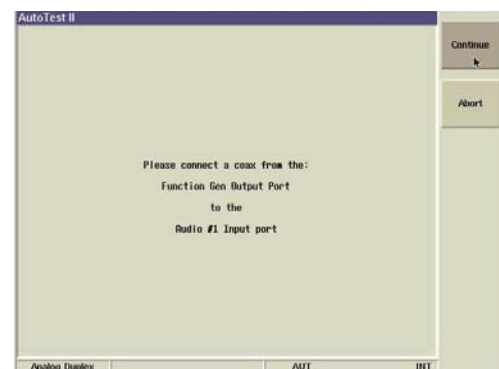 AutoTest II
Continue
Abort
Please connect a coax from the:
Function Gen Output Port
to the
Audio #1 Input port
Analog Duplex AUT INT